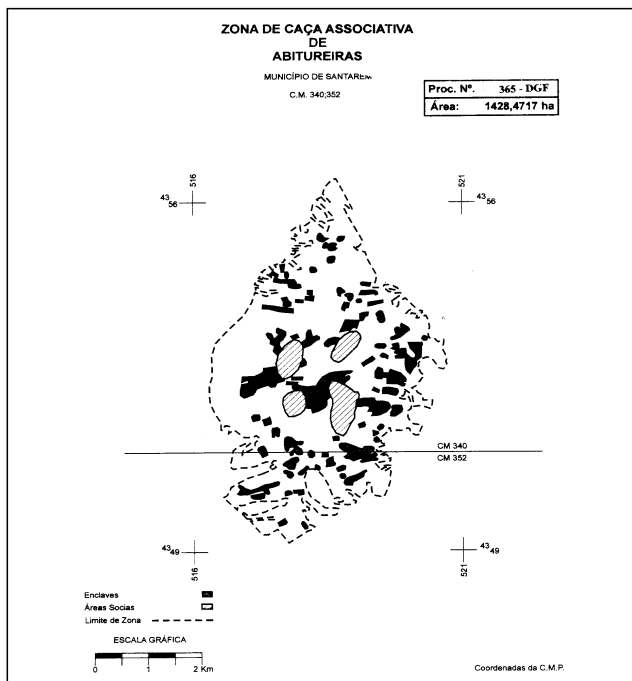 ZONA DE CAÇA ASSOCIATIVA
DE
ABITUREIRAS
MUNICÍPIO DE SANTAREM
C.M. 340;352
Proc. Nº. 365 - DGF
Área: 1428,4717 ha
516
43 56
521
43 56
CM 340
CM 352
43 49
516
43 49
521
Enclaves
Áreas Socias
Limite de Zona
ESCALA GRÁFICA
0 1 2 Km
Coordenadas da C.M.P.